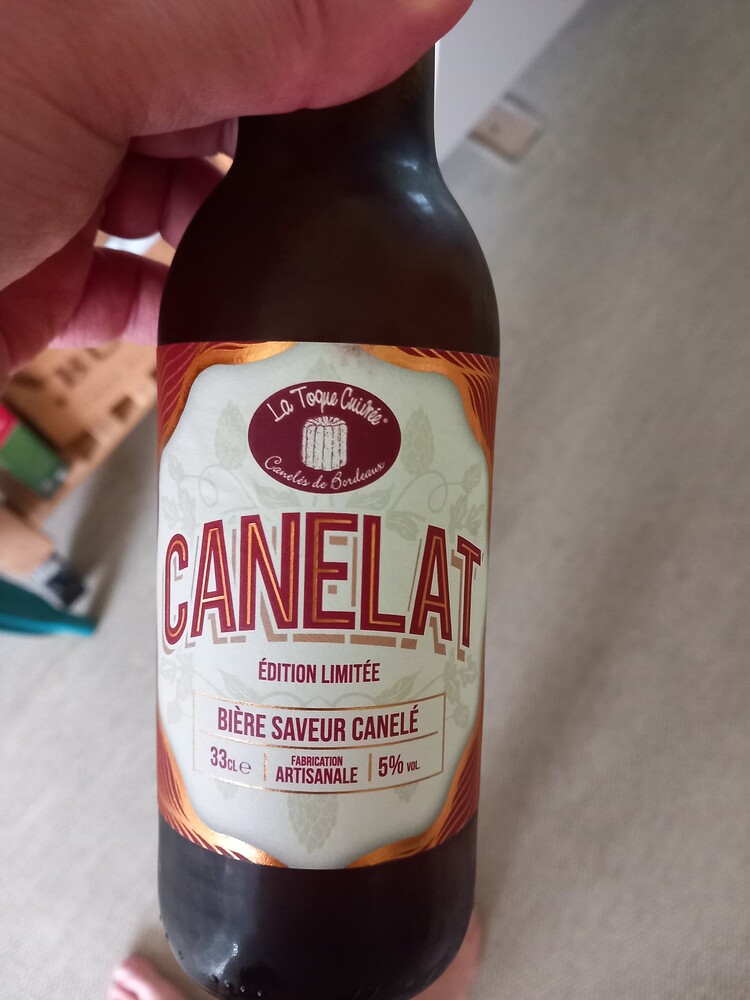 La Toque Cuivrée®
Canelés de Bordeaux
CANELAT
ÉDITION LIMITÉE
BIÈRE SAVEUR CANELÉ
33CL e
FABRICATION
ARTISANALE
5% VOL.